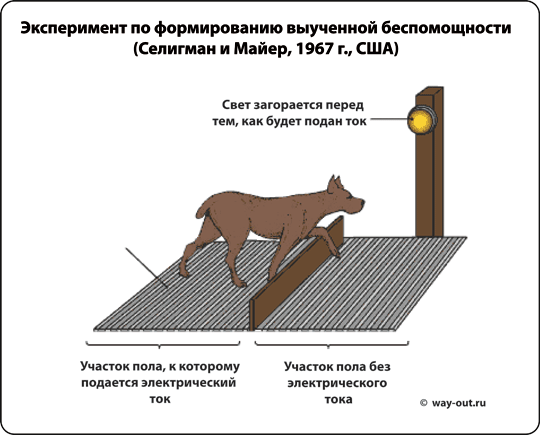 Эксперимент по формированию выученной беспомощности
(Селигман и Майер, 1967 г., США)
Свет загорается перед
тем, как будет подан ток
Участок пола, к которому
подается электрический
ток
Участок пола без
электрического
тока
© way-out.ru